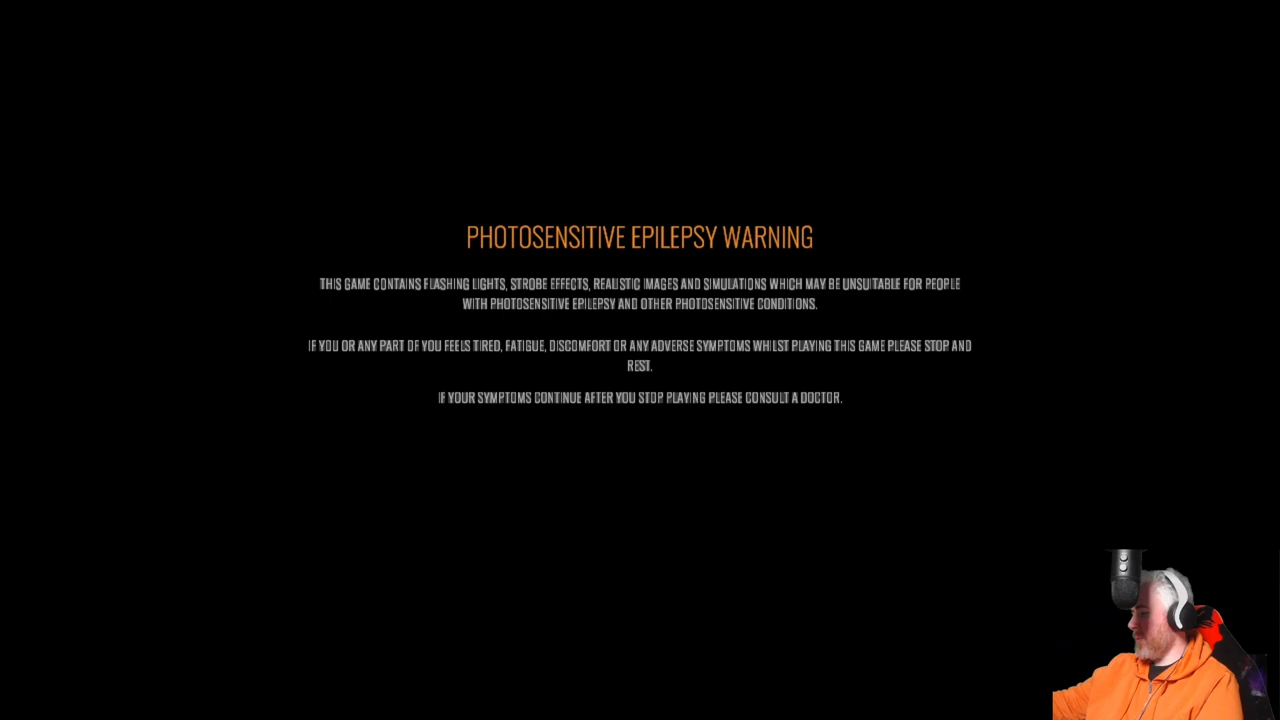 PHOTOSENSITIVE EPILEPSY WARNING
THIS GAME CONTAINS FLASHING LIGHTS, STROBE EFFECTS, REALISTIC IMAGES AND SIMULATIONS WHICH MAY BE UNSUITABLE FOR PEOPLE
WITH PHOTOSENSITIVE EPILEPSY AND OTHER PHOTOSENSITIVE CONDITIONS.
IF YOU OR ANY PART OF YOU FEELS TIRED, FATIGUE, DISCOMFORT OR ANY ADVERSE SYMPTOMS WHILST PLAYING THIS GAME PLEASE STOP AND
REST.
IF YOUR SYMPTOMS CONTINUE AFTER YOU STOP PLAYING PLEASE CONSULT A DOCTOR.